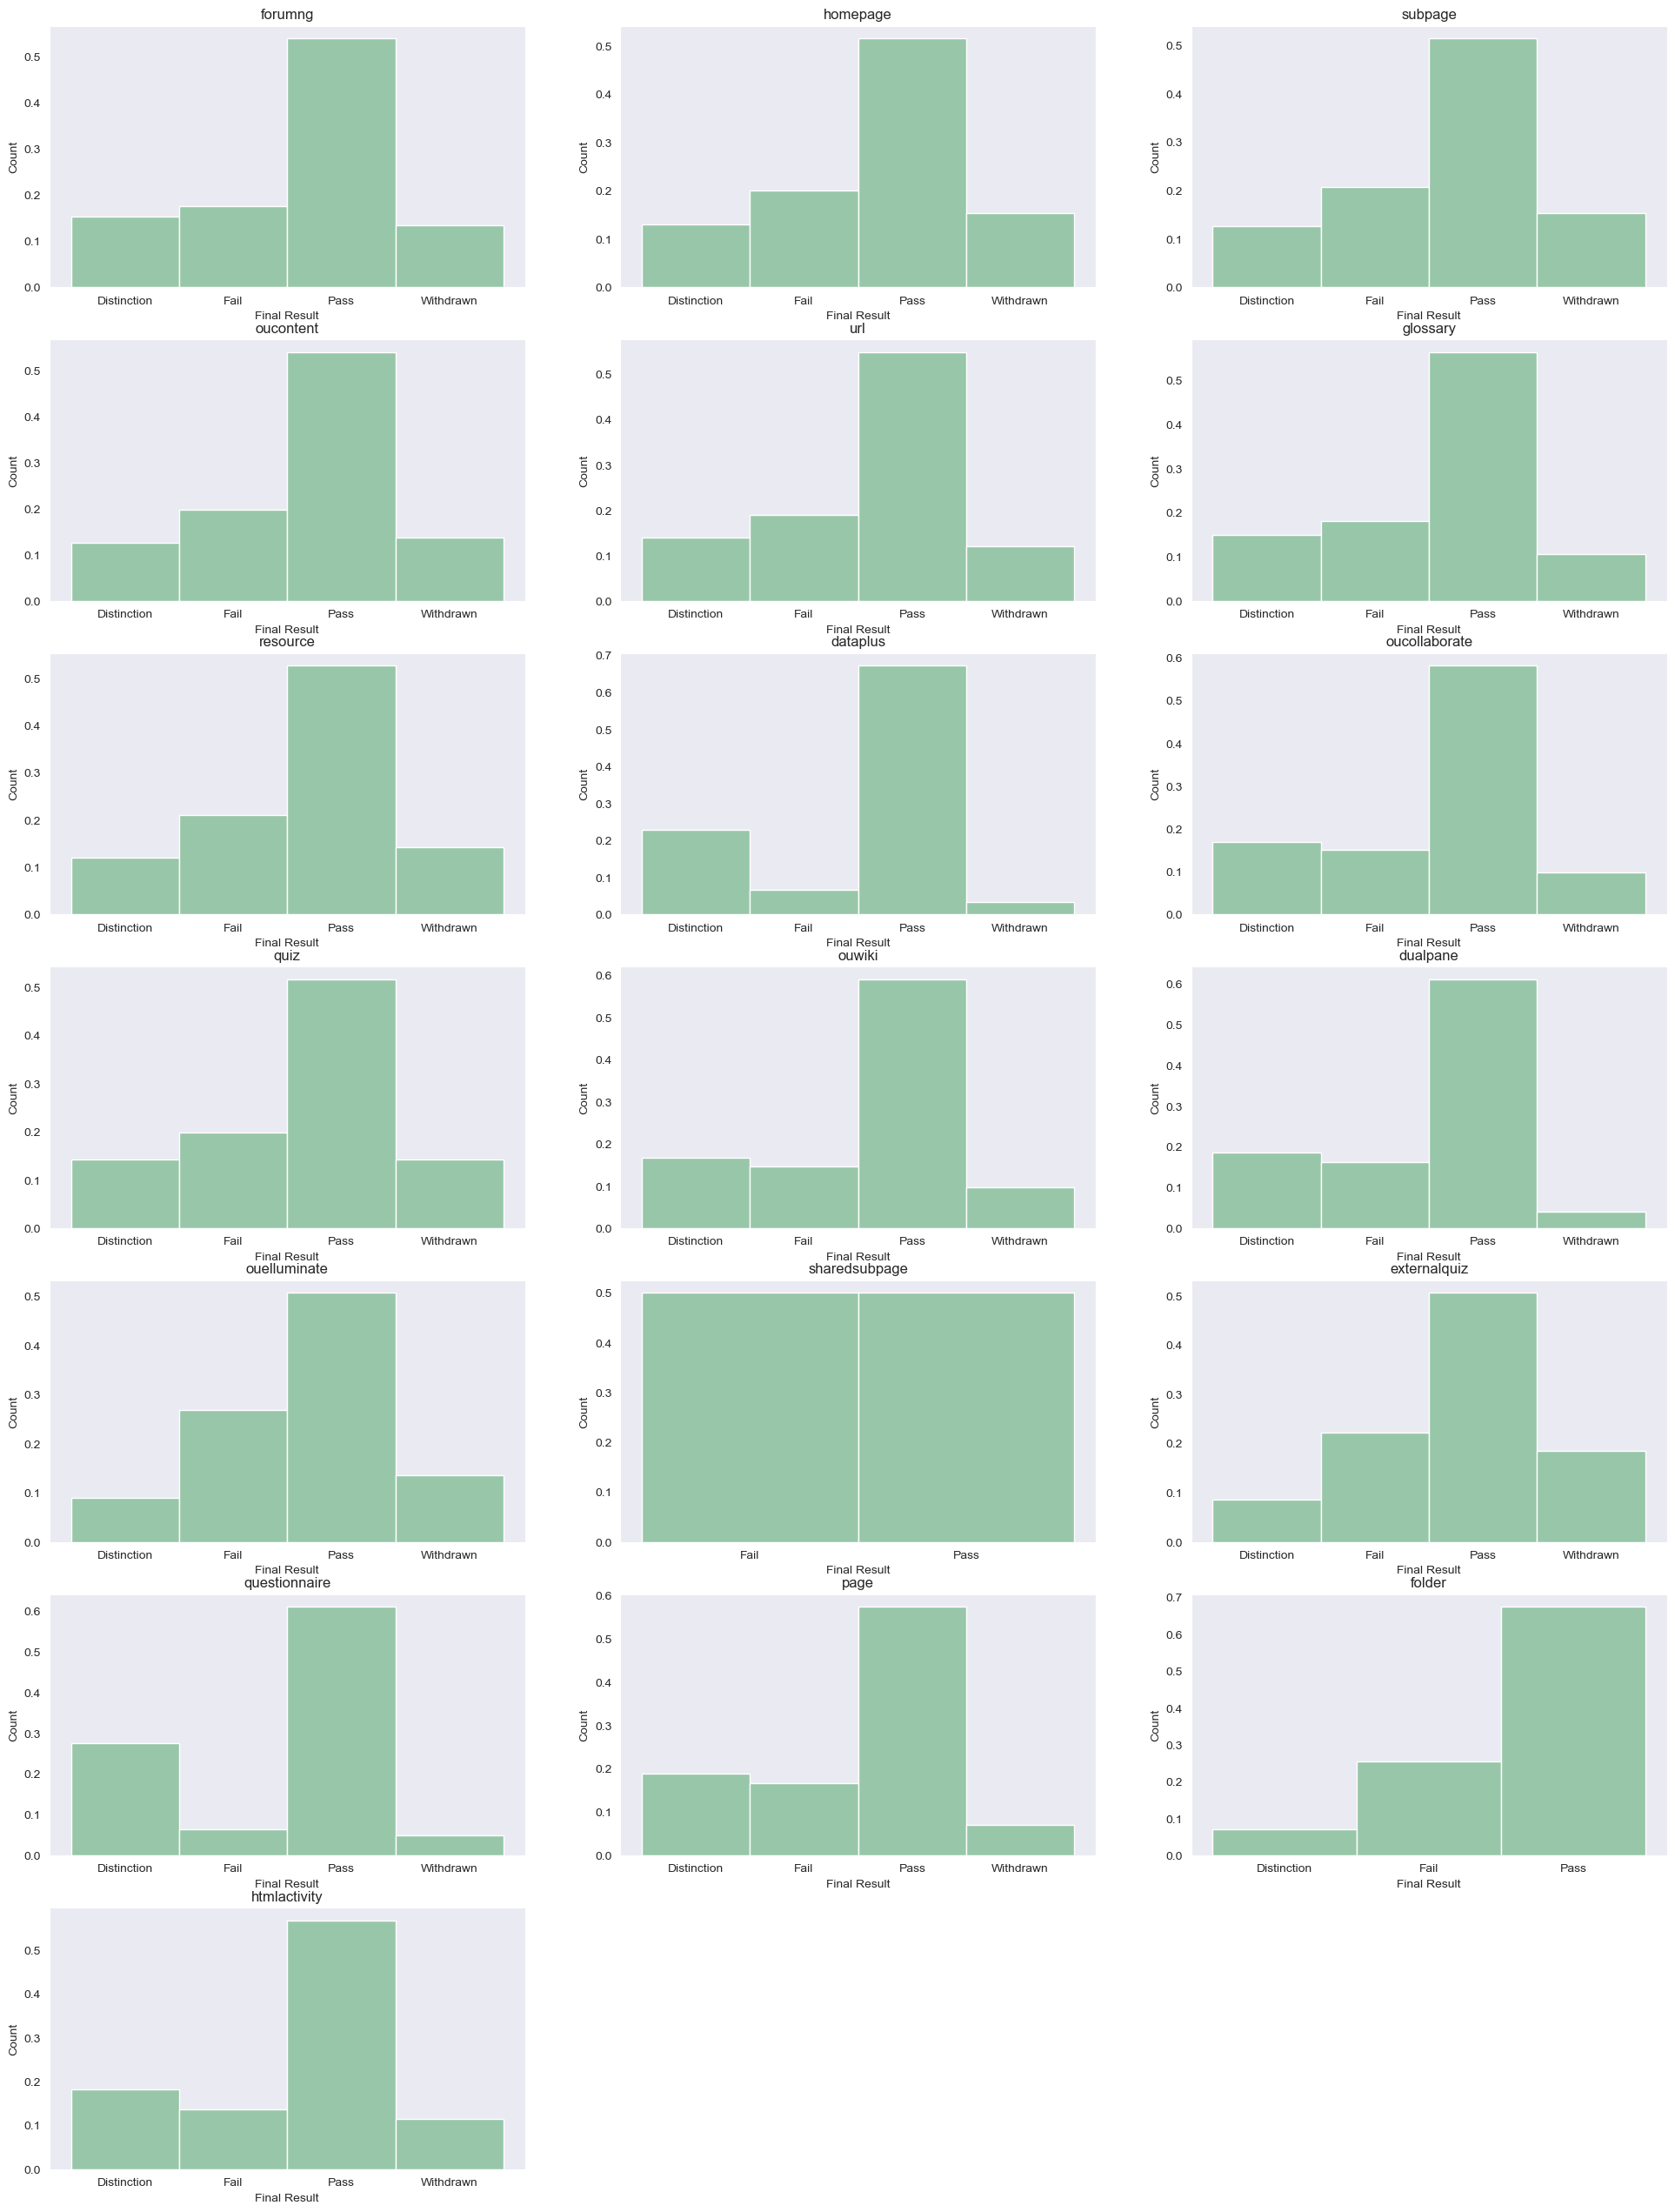 forumng
0.5
0.4
0.3
0.2
0.1
0.0
Count
Distinction Fail Pass Withdrawn
Final Result
homepage
0.5
0.4
0.3
0.2
0.1
0.0
Count
Distinction Fail Pass Withdrawn
Final Result
subpage
0.5
0.4
0.3
0.2
0.1
0.0
Count
Distinction Fail Pass Withdrawn
Final Result
oucontent
0.5
0.4
0.3
0.2
0.1
0.0
Count
Distinction Fail Pass Withdrawn
Final Result
url
0.5
0.4
0.3
0.2
0.1
0.0
Count
Distinction Fail Pass Withdrawn
Final Result
glossary
0.5
0.4
0.3
0.2
0.1
0.0
Count
Distinction Fail Pass Withdrawn
Final Result
resource
0.5
0.4
0.3
0.2
0.1
0.0
Count
Distinction Fail Pass Withdrawn
Final Result
dataplus
0.7
0.6
0.5
0.4
0.3
0.2
0.1
0.0
Count
Distinction Fail Pass Withdrawn
Final Result
oucollaborate
0.6
0.5
0.4
0.3
0.2
0.1
0.0
Count
Distinction Fail Pass Withdrawn
Final Result
quiz
0.5
0.4
0.3
0.2
0.1
0.0
Count
Distinction Fail Pass Withdrawn
Final Result
ouwiki
0.6
0.5
0.4
0.3
0.2
0.1
0.0
Count
Distinction Fail Pass Withdrawn
Final Result
dualpane
0.6
0.5
0.4
0.3
0.2
0.1
0.0
Count
Distinction Fail Pass Withdrawn
Final Result
ouelluminate
0.5
0.4
0.3
0.2
0.1
0.0
Count
Distinction Fail Pass Withdrawn
Final Result
sharedsubpage
0.5
0.4
0.3
0.2
0.1
0.0
Count
Fail Pass
Final Result
externalquiz
0.5
0.4
0.3
0.2
0.1
0.0
Count
Distinction Fail Pass Withdrawn
Final Result
questionnaire
0.6
0.5
0.4
0.3
0.2
0.1
0.0
Count
Distinction Fail Pass Withdrawn
Final Result
page
0.6
0.5
0.4
0.3
0.2
0.1
0.0
Count
Distinction Fail Pass Withdrawn
Final Result
folder
0.7
0.6
0.5
0.4
0.3
0.2
0.1
0.0
Count
Distinction Fail Pass
Final Result
htmlactivity
0.5
0.4
0.3
0.2
0.1
0.0
Count
Distinction Fail Pass Withdrawn
Final Result